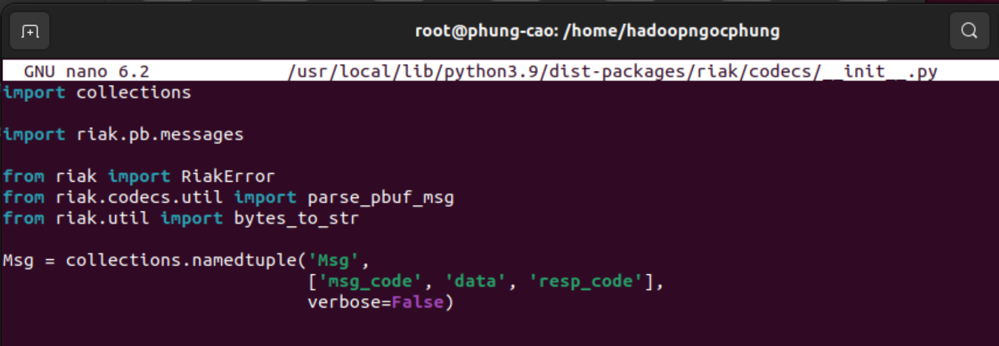 root@phung-cao: /home/hadoopngocphung
GNU nano 6.2 /usr/local/lib/python3.9/dist-packages/riak/codecs/__init__.py
import collections
import riak.pb.messages
from riak import RiakError
from riak.codecs.util import parse_pbuf_msg
from riak.util import bytes_to_str
Msg = collections.namedtuple('Msg',
['msg_code', 'data', 'resp_code'],
verbose=False)